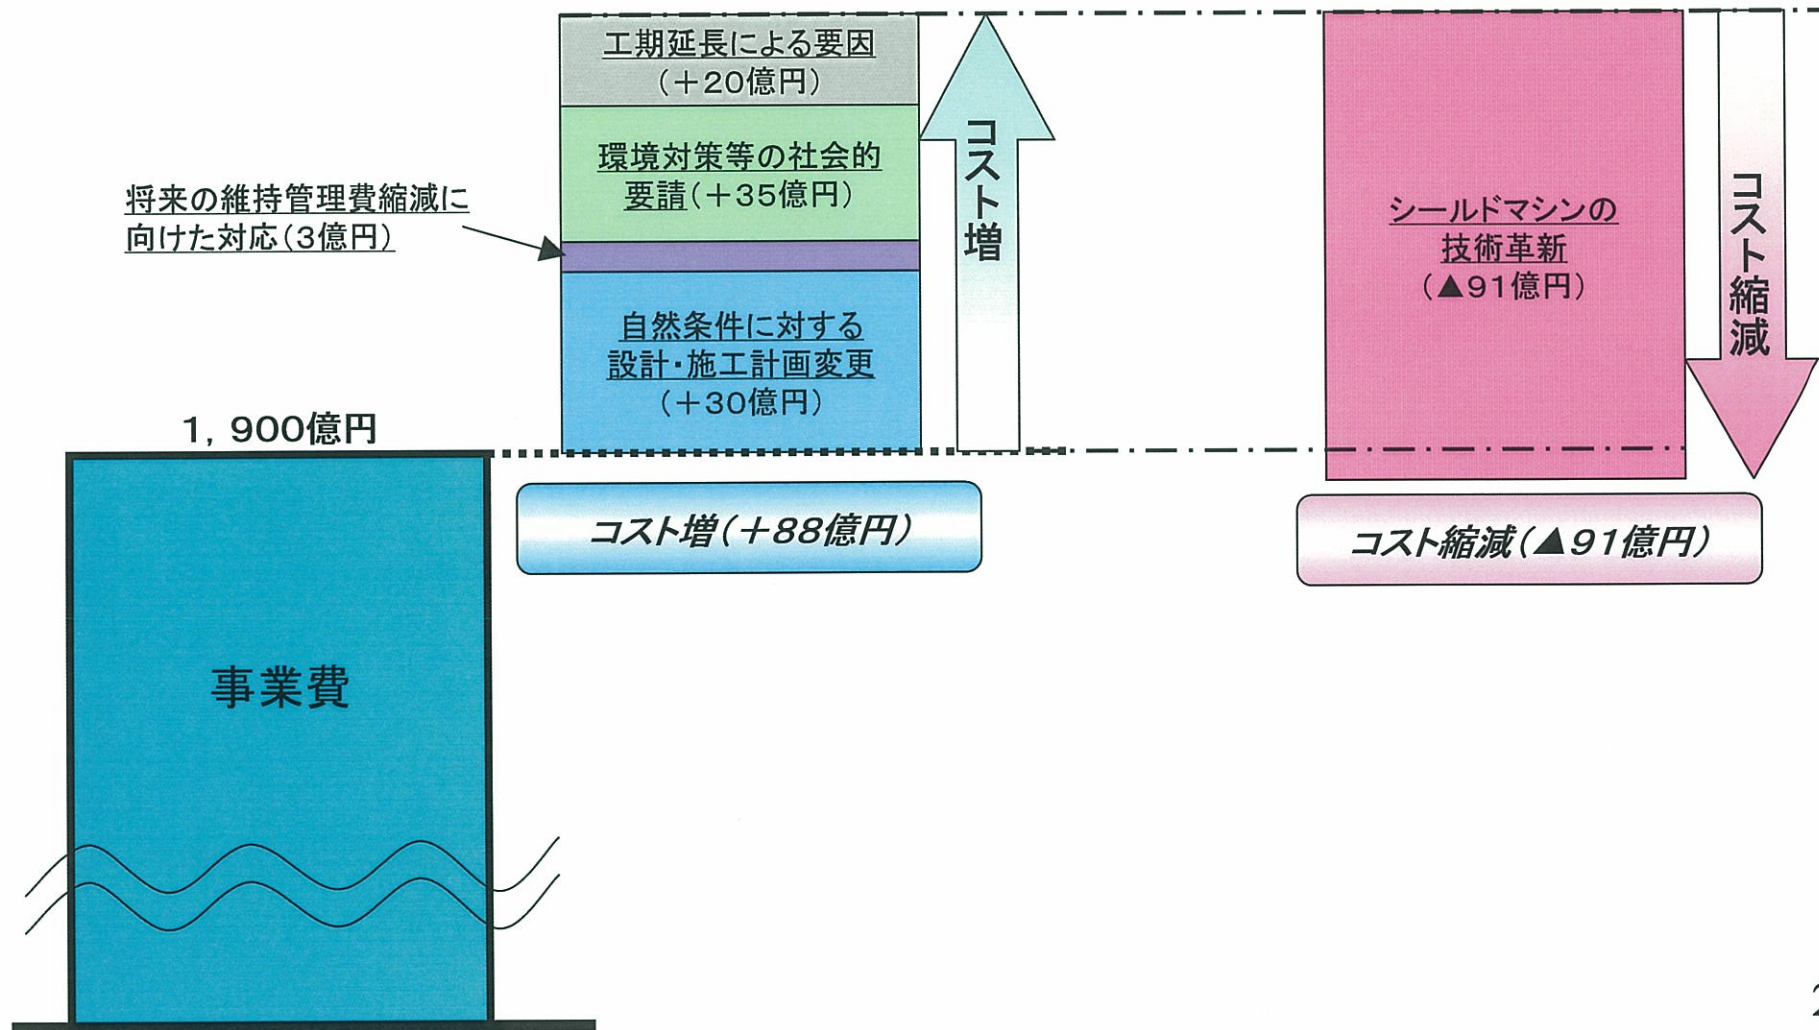 工期延長による要因
(+20億円)
環境対策等の社会的
要請(+35億円)
将来の維持管理費縮減に
向けた対応(3億円)
自然条件に対する
設計・施工計画変更
(+30億円)
コスト増
シールドマシンの
技術革新
(▲91億円)
コスト縮減
1,900億円
コスト増(+88億円)
コスト縮減(▲91億円)
事業費